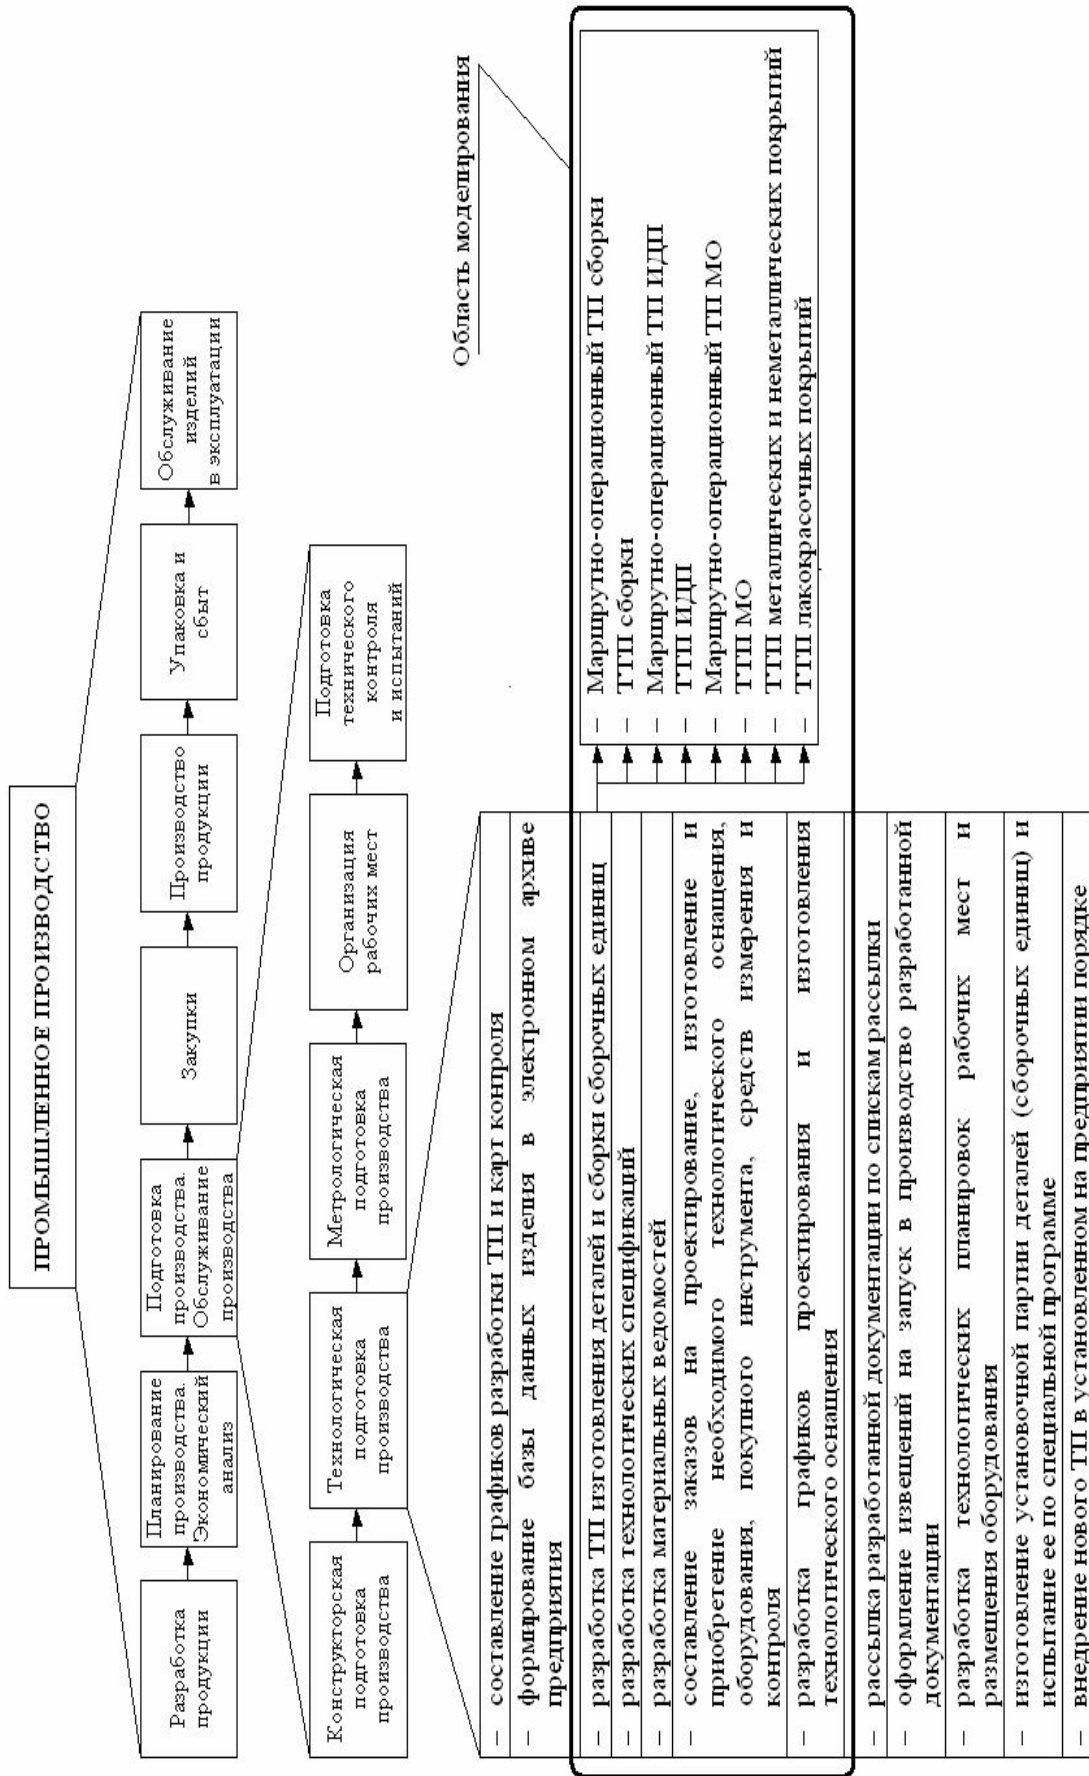 ПРОМЫШЛЕННОЕ ПРОИЗВОДСТВО
Разработка
продукции
Планирование
производства.
Экономический
анализ
Подготовка
производства.
Обслуживание
производства
Закупки
Производство
продукции
Упаковка и
сбыт
Обслуживание
изделий
в эксплуатации
Конструкторская
подготовка
производства
Технологическая
подготовка
производства
Метрологическая
подготовка
производства
Организация
рабочих мест
Подготовка
технического
контроля
и испытаний
– составление графиков разработки ТП и карт контроля
– формирование базы данных изделия в электронном архиве
предприятия
– разработка ТП изготовления деталей и сборки сборочных единиц
– разработка технологических спецификаций
– разработка материальных ведомостей
– составление заказов на проектирование, изготовление и
приобретение необходимого технологического оснащения,
оборудования, покупного инструмента, средств измерения и
контроля
– разработка графиков проектирования и изготовления
технологического оснащения
– рассылка разработанной документации по спискам рассылки
– оформление извещений на запуск в производство разработанной
документации
– разработка технологических планировок рабочих мест и
размещения оборудования
– изготовление установочной партии деталей (сборочных единиц) и
испытание ее по специальной программе
– внедрение нового ТП в установленном на предприятии порядке
Область моделирования
– Маршрутно-операционный ТП сборки
– ТТП сборки
– Маршрутно-операционный ТП ИДП
– ТТП ИДП
– Маршрутно-операционный ТП МО
– ТТП МО
– ТТП металлических и неметаллических покрытий
– ТТП лакокрасочных покрытий